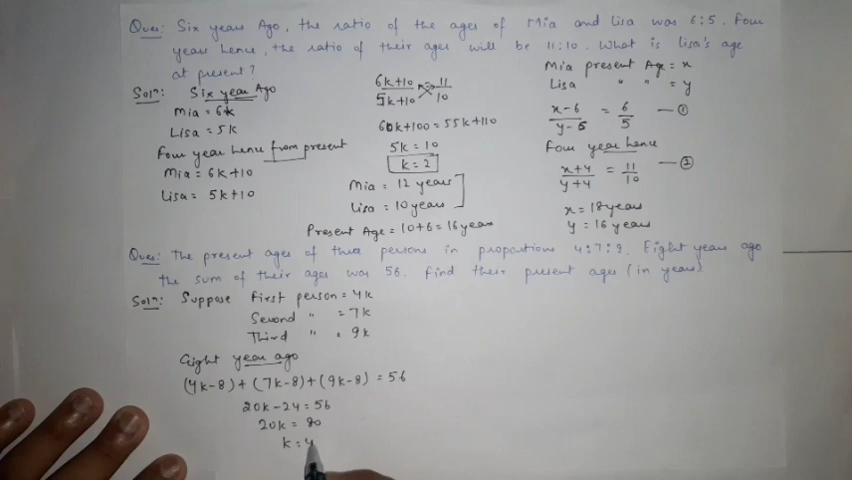 Ques: Six years Ago, the ratio of the ages of Mia and Lisa was 6:5. Four
years hence, the ratio of their ages will be 11:10. What is Lisa's age
at present?
Solⁿ: Six year Ago
Mia = 6k
Lisa = 5k
Four year hence from present
Mia = 6k+10
Lisa = 5k+10
6k+10 11
5k+10 10
60k+100 = 55k+110
5k = 10
k = 2
Mia = 12 years
Lisa = 10 years
Present Age = 10+6 = 16 years
Mia present Age = x
Lisa " " = y
x-6 = 6 — ①
y-5 5
Four year hence
x+4 = 11 — ②
y+4 10
x = 18 years
y = 16 years
Ques: The present ages of three persons in proportions 4:7:9. Eight years ago
the sum of their ages was 56. Find their present ages (in years)
Solⁿ: Suppose First person = 4k
Second " = 7k
Third " = 9k
Eight year ago
(4k-8) + (7k-8) + (9k-8) = 56
20k-24 = 56
20k = 80
k = 4